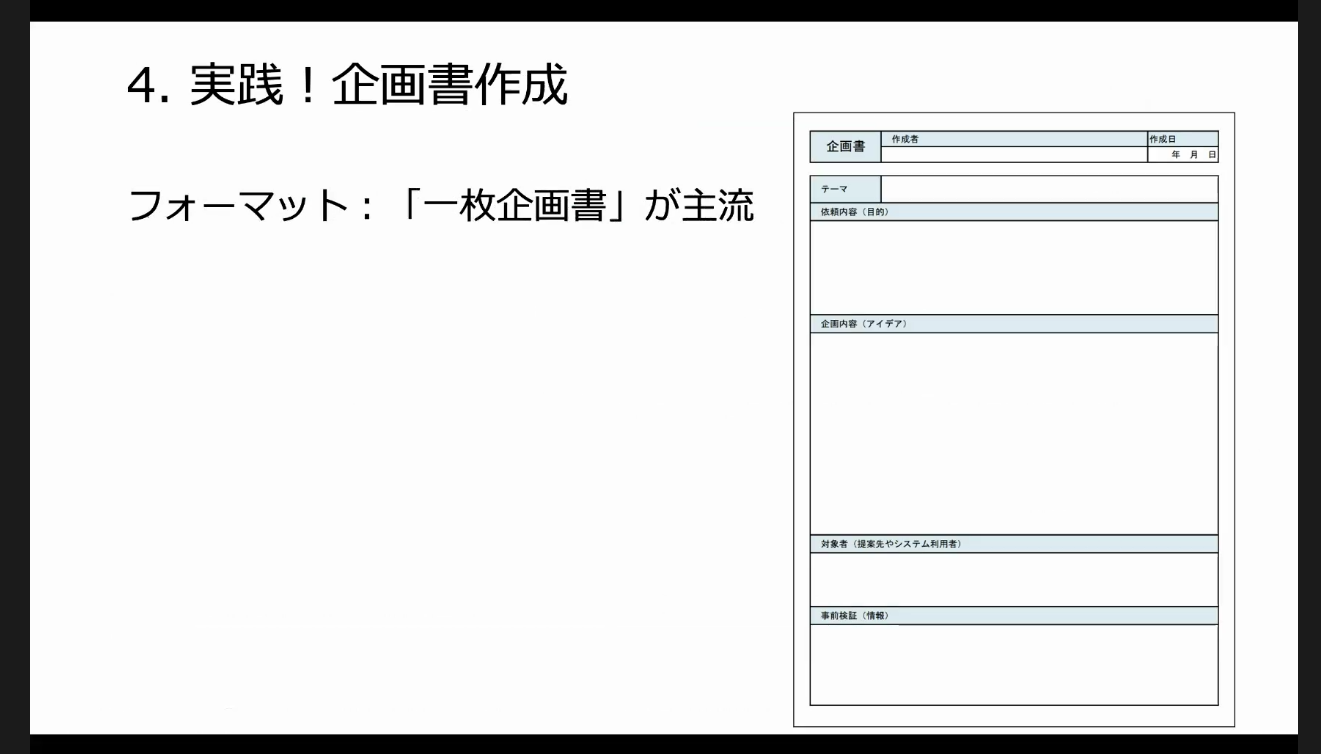 4. 実践！企画書作成
フォーマット：「一枚企画書」が主流
企画書
作成者
作成日
年 月 日
テーマ
依頼内容（目的）
企画内容（アイデア）
対象者（提案先やシステム利用者）
事前検証（情報）